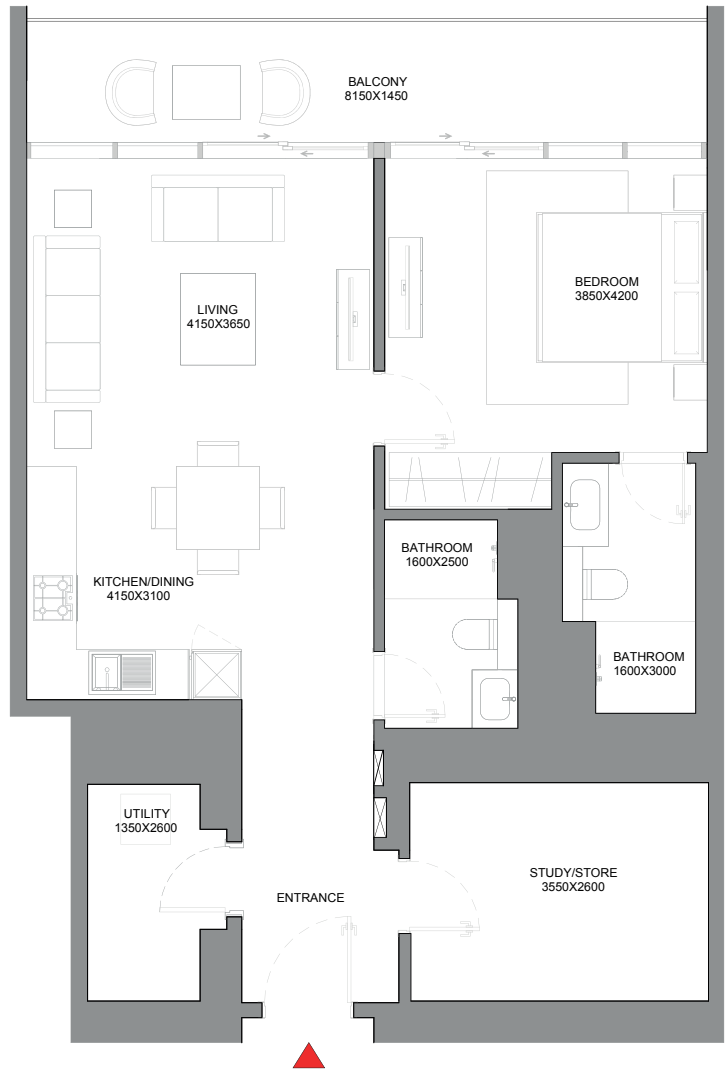 BALCONY
8150X1450
BEDROOM
3850X4200
LIVING
4150X3650
BATHROOM
1600X2500
KITCHEN/DINING
4150X3100
BATHROOM
1600X3000
UTILITY
1350X2600
STUDY/STORE
3550X2600
ENTRANCE